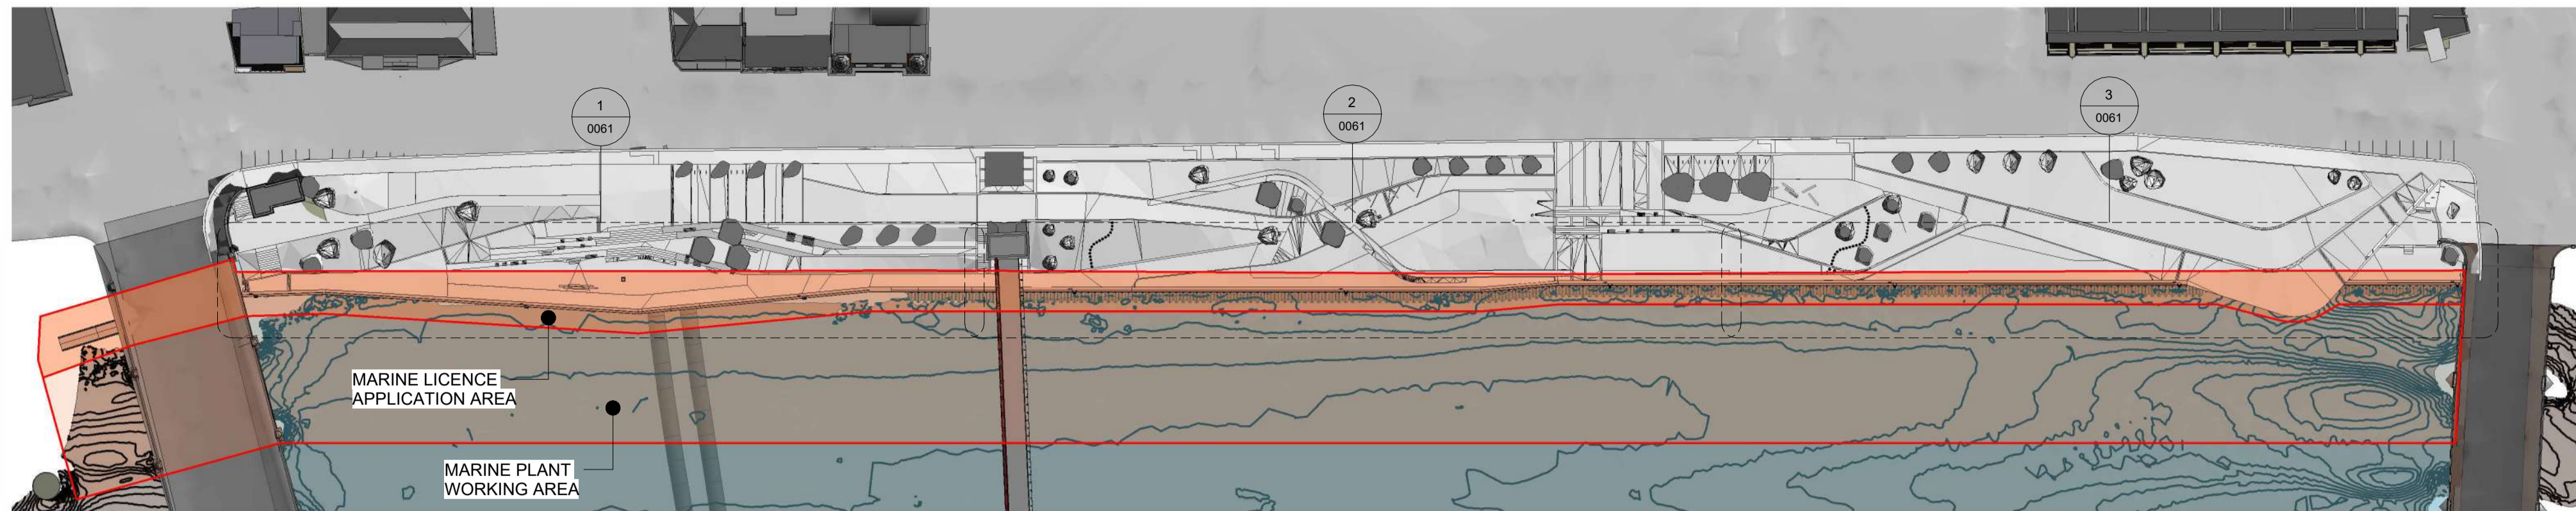 1
0061
2
0061
3
0061
MARINE LICENCE
APPLICATION AREA
MARINE PLANT
WORKING AREA